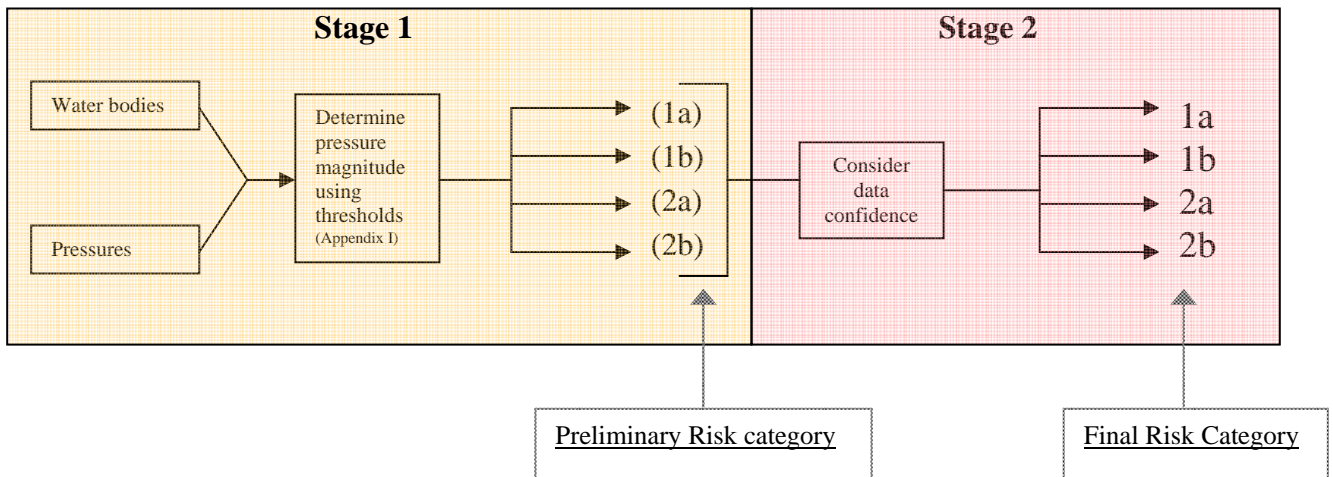 Stage 1
Water bodies
Pressures
Determine
pressure
magnitude
using
thresholds
(Appendix I)
(1a)
(1b)
(2a)
(2b)
Stage 2
Consider
data
confidence
1a
1b
2a
2b
Preliminary Risk category
Final Risk Category